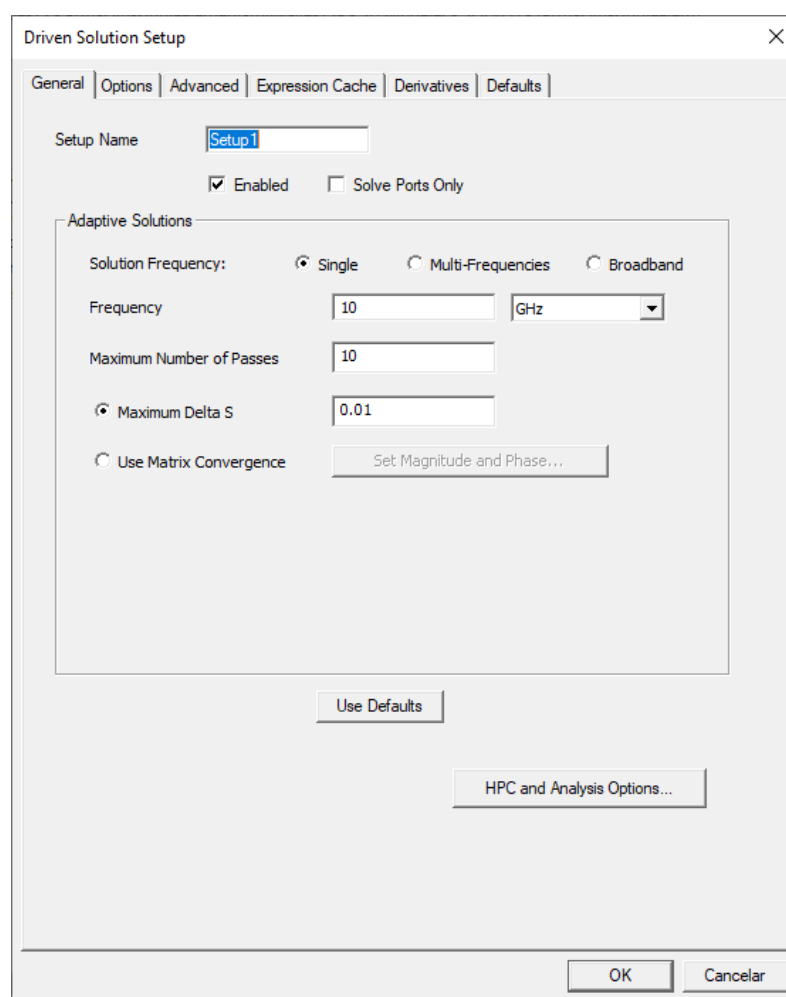 Driven Solution Setup
General Options Advanced Expression Cache Derivatives Defaults
Setup Name Setup1
Enabled Solve Ports Only
Adaptive Solutions
Solution Frequency: Single Multi-Frequencies Broadband
Frequency 10 GHz
Maximum Number of Passes 10
Maximum Delta S 0.01
Use Matrix Convergence Set Magnitude and Phase...
Use Defaults
HPC and Analysis Options...
OK Cancelar